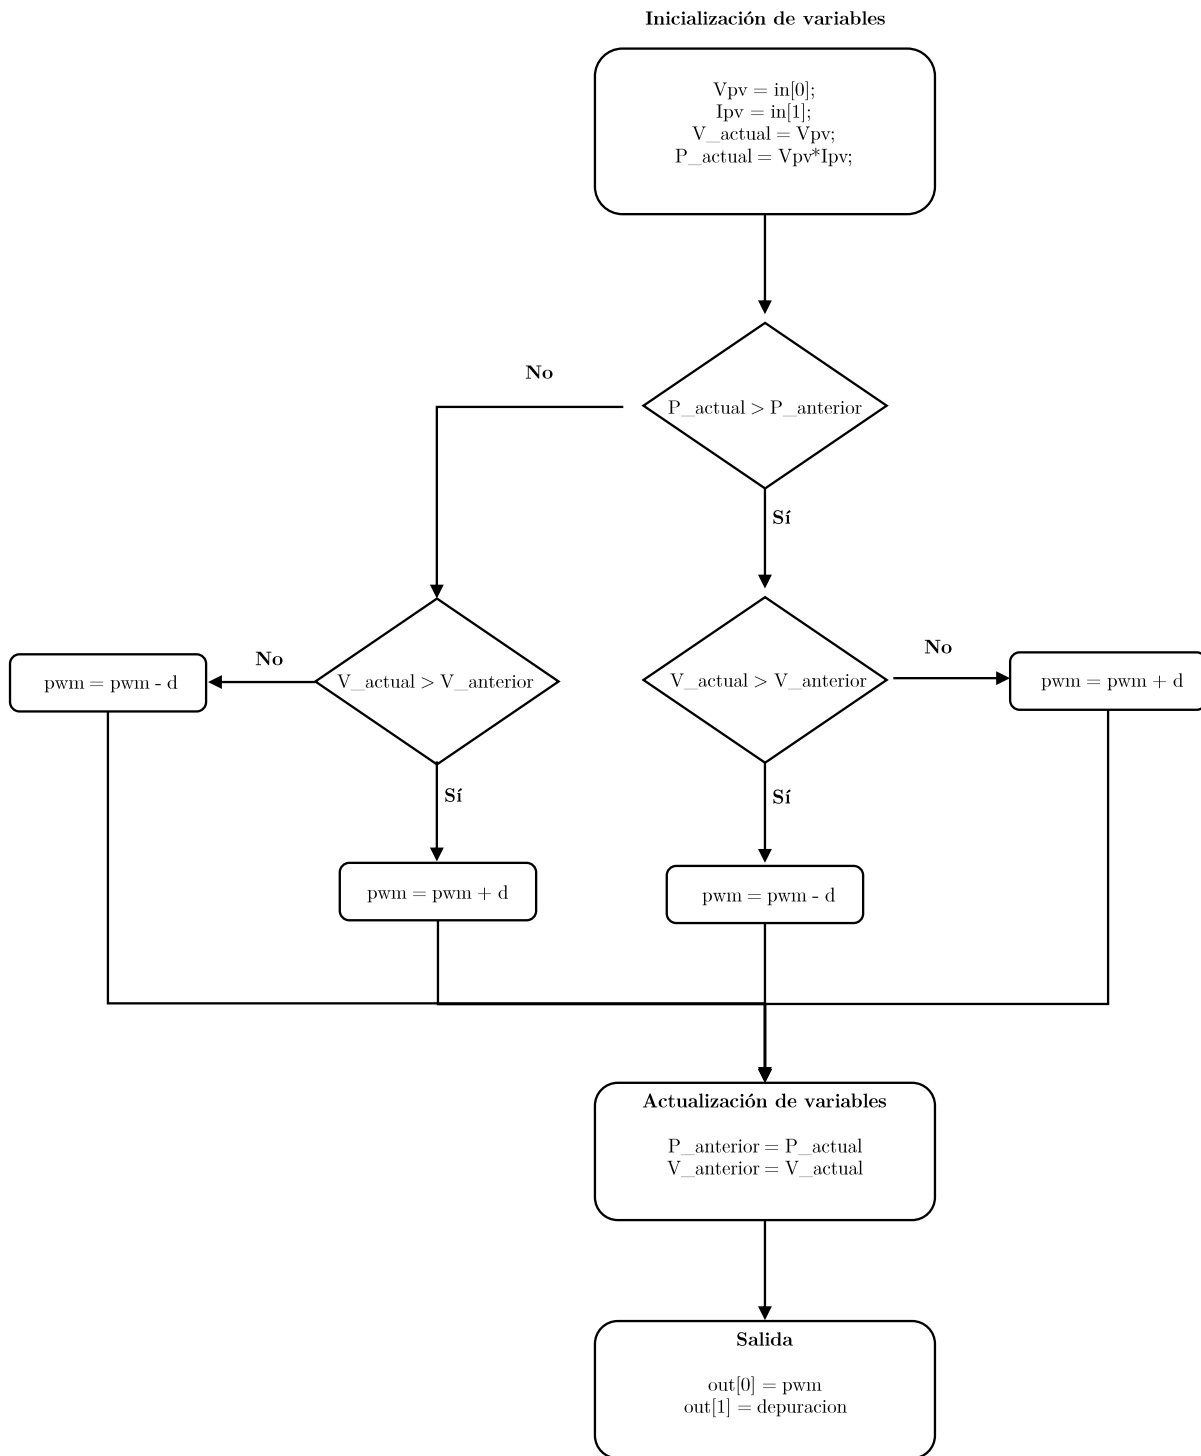 Inicialización de variables
Vpv = in[0];
Ipv = in[1];
V_actual = Vpv;
P_actual = Vpv*Ipv;
No
P_actual > P_anterior
Sí
No
V_actual > V_anterior
V_actual > V_anterior
No
pwm = pwm - d
pwm = pwm + d
Sí
Sí
pwm = pwm + d
pwm = pwm - d
Actualización de variables
P_anterior = P_actual
V_anterior = V_actual
Salida
out[0] = pwm
out[1] = depuracion